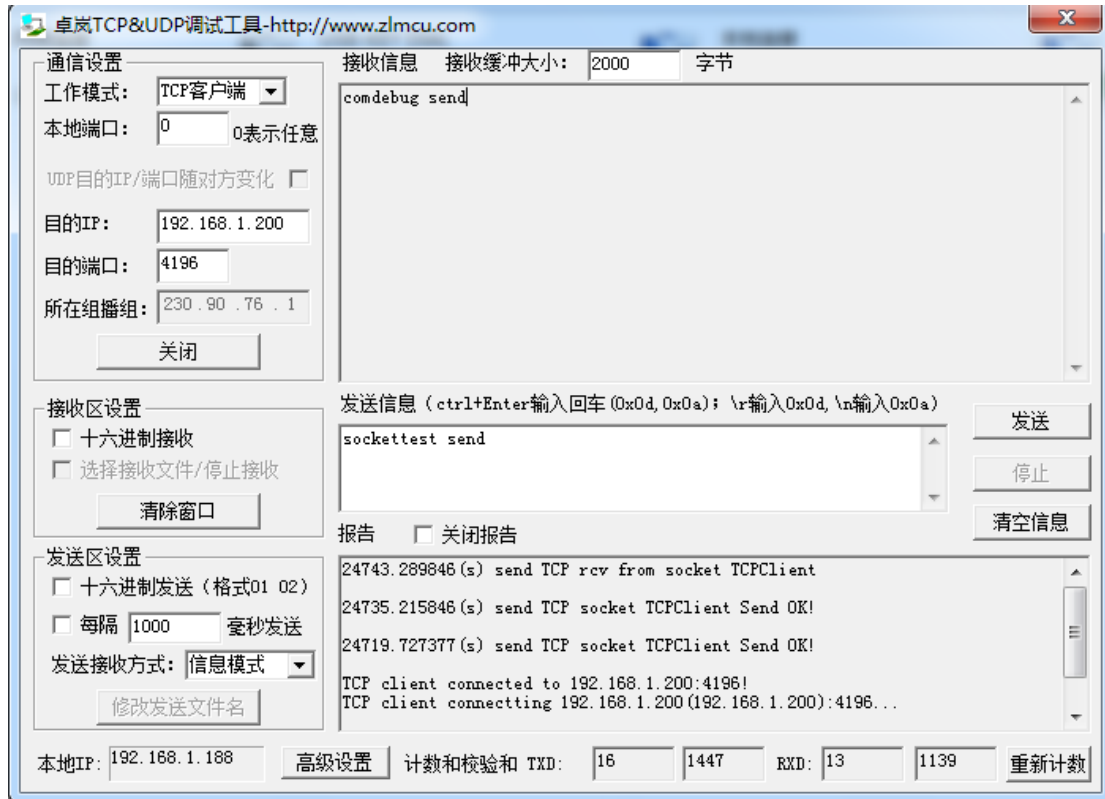 卓岚TCP&UDP调试工具-http://www.zlmcu.com
通信设置
工作模式： TCP客户端
本地端口： 0 0表示任意
UDP目的IP/端口随对方变化
目的IP： 192.168.1.200
目的端口： 4196
所在组播组： 230 . 90 . 76 . 1
关闭
接收信息 接收缓冲大小： 2000 字节
comdebug send
接收区设置
十六进制接收
选择接收文件/停止接收
清除窗口
发送信息（ctrl+Enter输入回车(0x0d,0x0a)； \r输入0x0d,\n输入0x0a）
sockettest send
发送
停止
清空信息
发送区设置
十六进制发送（格式01 02）
每隔 1000 毫秒发送
发送接收方式： 信息模式
修改发送文件名
报告 关闭报告
24743.289846(s) send TCP rcv from socket TCPClient
24735.215846(s) send TCP socket TCPClient Send OK!
24719.727377(s) send TCP socket TCPClient Send OK!
TCP client connected to 192.168.1.200:4196!
TCP client connectting 192.168.1.200(192.168.1.200):4196...
本地IP: 192.168.1.188 高级设置 计数和校验和 TXD: 16 1447 RXD: 13 1139 重新计数